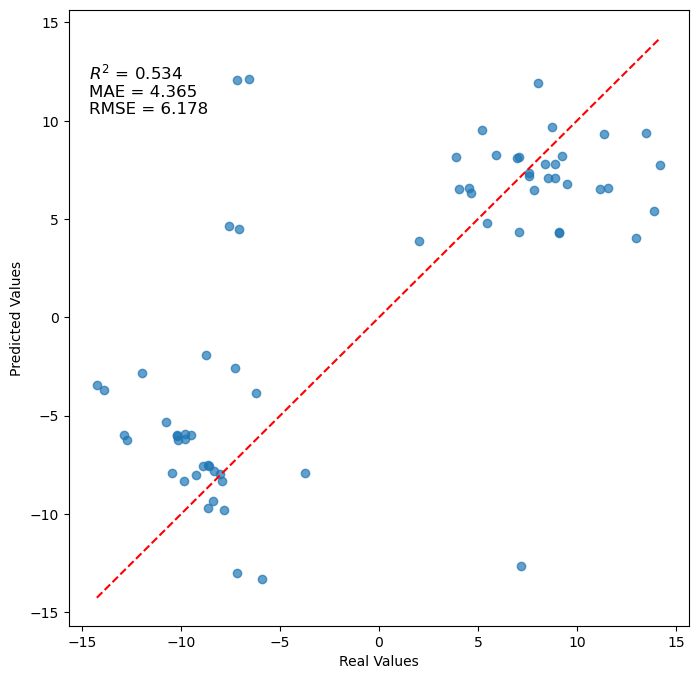 15
10
5
0
−5
−10
−15
Predicted Values
R² = 0.534
MAE = 4.365
RMSE = 6.178
−15 −10 −5 0 5 10 15
Real Values